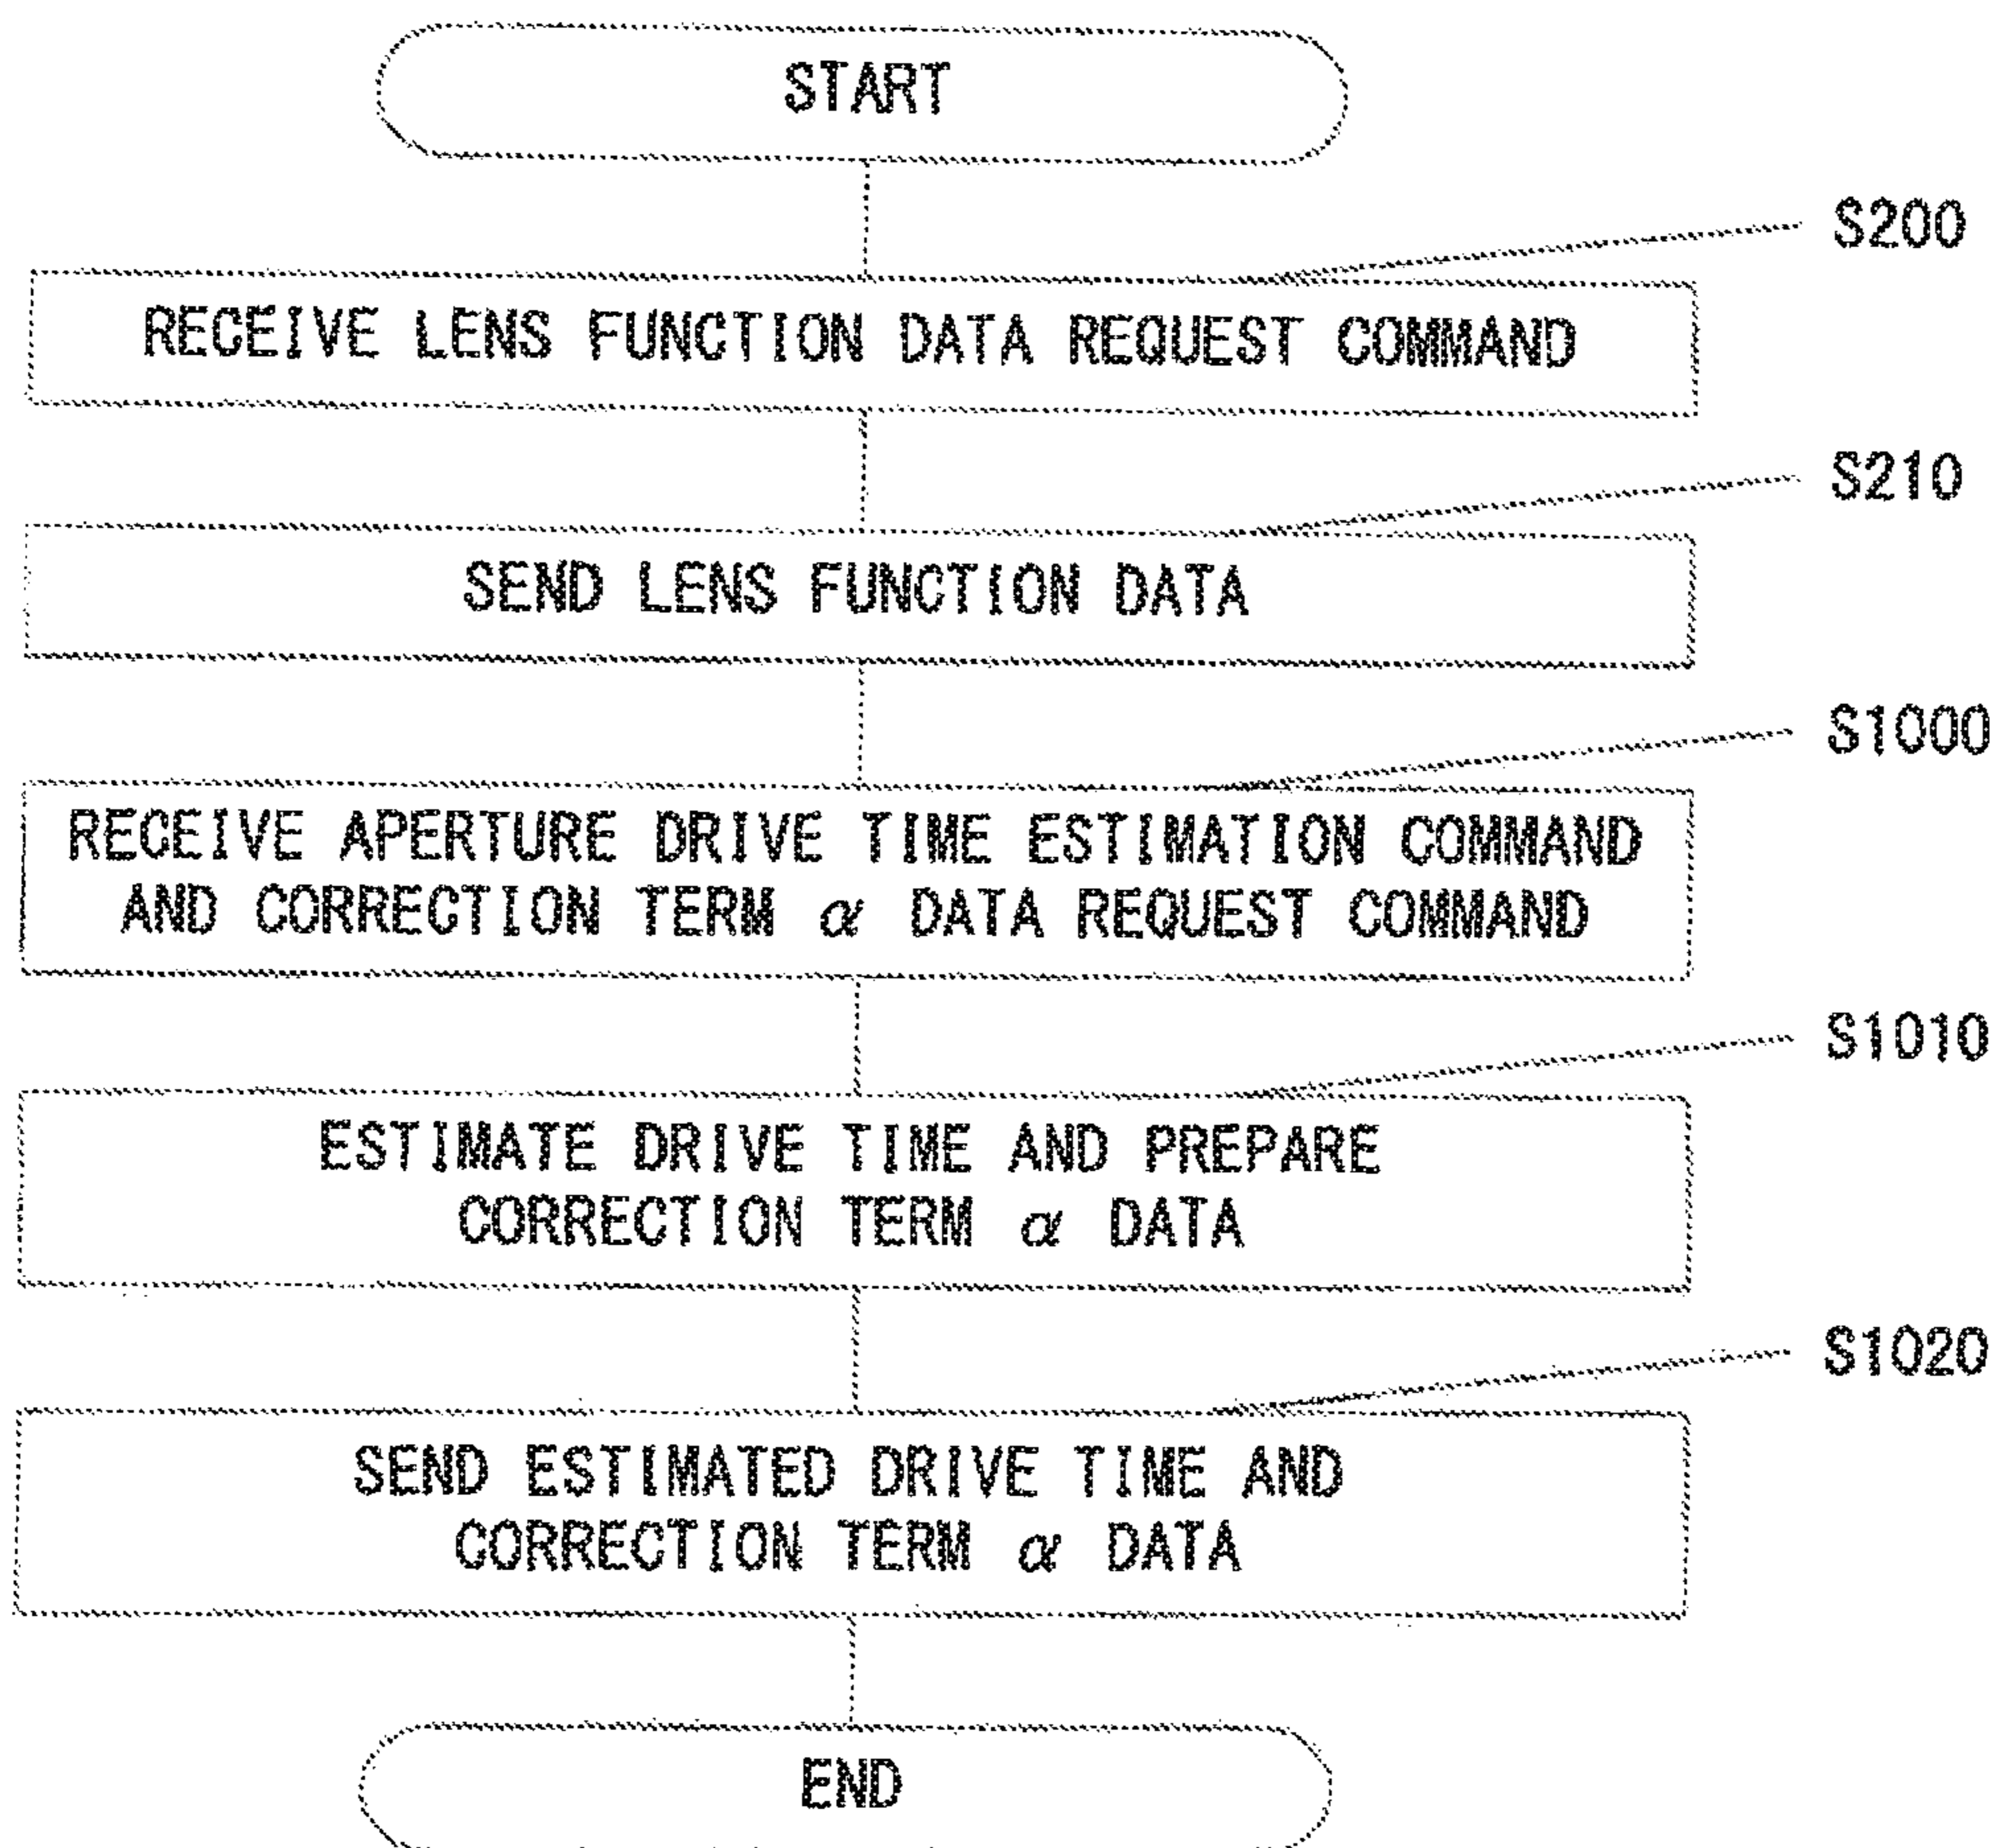 START
S200
RECEIVE LENS FUNCTION DATA REQUEST COMMAND
S210
SEND LENS FUNCTION DATA
S1000
RECEIVE APERTURE DRIVE TIME ESTIMATION COMMAND
AND CORRECTION TERM α DATA REQUEST COMMAND
S1010
ESTIMATE DRIVE TIME AND PREPARE
CORRECTION TERM α DATA
S1020
SEND ESTIMATED DRIVE TIME AND
CORRECTION TERM α DATA
END